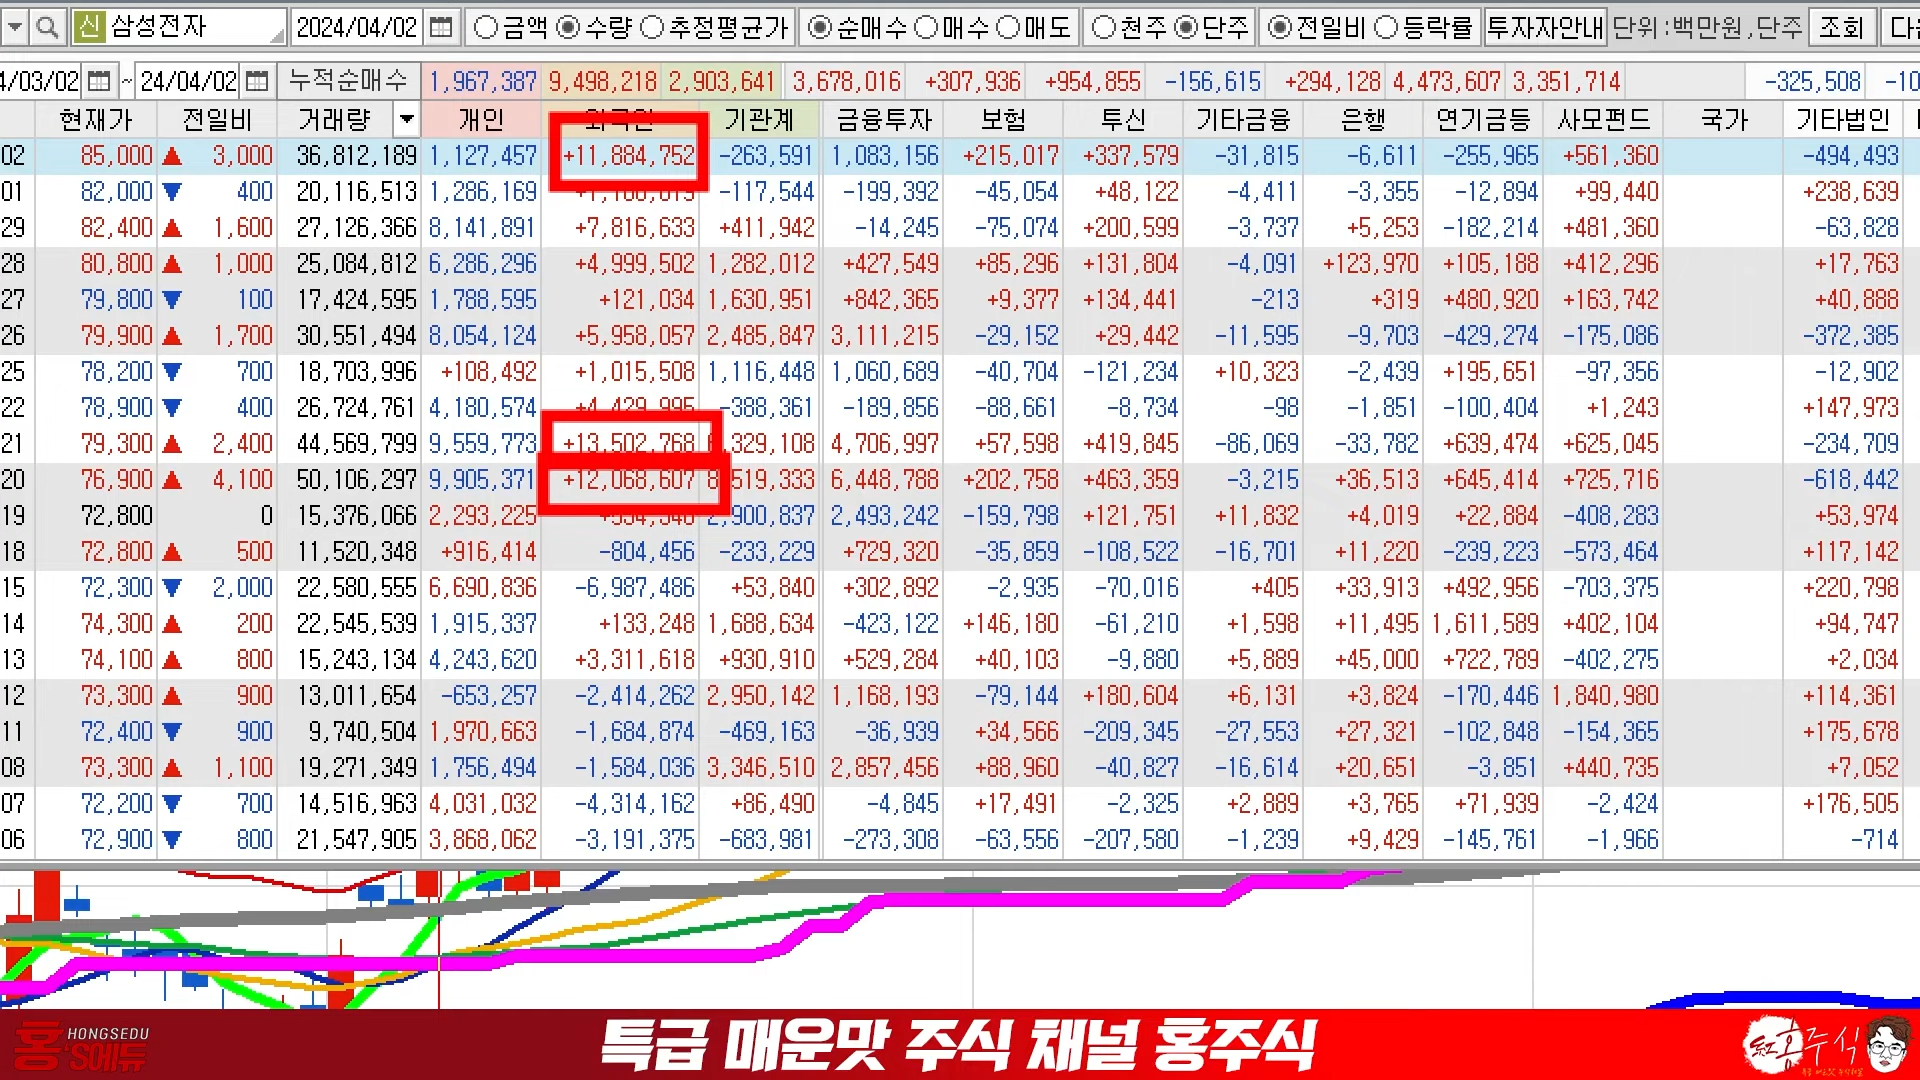 신 삼성전자 2024/04/02 금액 수량 추정평균가 순매수 매수 매도 천주 단주 전일비 등락률 투자자안내 단위:백만원,단주 조회
4/03/02 ~ 24/04/02 누적순매수 1,967,387 9,498,218 2,903,641 3,678,016 +307,936 +954,855 -156,615 +294,128 4,473,607 3,351,714 -325,508 -10
현재가 전일비 거래량 개인 외국인 기관계 금융투자 보험 투신 기타금융 은행 연기금등 사모펀드 국가 기타법인
02 85,000 ▲ 3,000 36,812,189 1,127,457 +11,884,752 -263,591 1,083,156 +215,017 +337,579 -31,815 -6,611 -255,965 +561,360 -494,493
01 82,000 ▼ 400 20,116,513 1,286,169 -117,544 -199,392 -45,054 +48,122 -4,411 -3,355 -12,894 +99,440 +238,639
29 82,400 ▲ 1,600 27,126,366 8,141,891 +7,816,633 +411,942 -14,245 -75,074 +200,599 -3,737 +5,253 -182,214 +481,360 -63,828
28 80,800 ▲ 1,000 25,084,812 6,286,296 +4,999,502 1,282,012 +427,549 +85,296 +131,804 -4,091 +123,970 +105,188 +412,296 +17,763
27 79,800 ▼ 100 17,424,595 1,788,595 +121,034 1,630,951 +842,365 +9,377 +134,441 -213 +319 +480,920 +163,742 +40,888
26 79,900 ▲ 1,700 30,551,494 8,054,124 +5,958,057 2,485,847 3,111,215 -29,152 +29,442 -11,595 -9,703 -429,274 -175,086 -372,385
25 78,200 ▼ 700 18,703,996 +108,492 +1,015,508 1,116,448 1,060,689 -40,704 -121,234 +10,323 -2,439 +195,651 -97,356 -12,902
22 78,900 ▼ 400 26,724,761 4,180,574 +4,429,995 -388,361 -189,856 -88,661 -8,734 -98 -1,851 -100,404 +1,243 +147,973
21 79,300 ▲ 2,400 44,569,799 9,559,773 +13,502,768 ,329,108 4,706,997 +57,598 +419,845 -86,069 -33,782 +639,474 +625,045 -234,709
20 76,900 ▲ 4,100 50,106,297 9,905,371 +12,068,607 8,519,333 6,448,788 +202,758 +463,359 -3,215 +36,513 +645,414 +725,716 -618,442
19 72,800 0 15,376,066 2,293,225 2,900,837 2,493,242 -159,798 +121,751 +11,832 +4,019 +22,884 -408,283 +53,974
18 72,800 ▲ 500 11,520,348 +916,414 -804,456 -233,229 +729,320 -35,859 -108,522 -16,701 +11,220 -239,223 -573,464 +117,142
15 72,300 ▼ 2,000 22,580,555 6,690,836 -6,987,486 +53,840 +302,892 -2,935 -70,016 +405 +33,913 +492,956 -703,375 +220,798
14 74,300 ▲ 200 22,545,539 1,915,337 +133,248 1,688,634 -423,122 +146,180 -61,210 +1,598 +11,495 1,611,589 +402,104 +94,747
13 74,100 ▲ 800 15,243,134 4,243,620 +3,311,618 +930,910 +529,284 +40,103 -9,880 +5,889 +45,000 +722,789 -402,275 +2,034
12 73,300 ▲ 900 13,011,654 -653,257 -2,414,262 2,950,142 1,168,193 -79,144 +180,604 +6,131 +3,824 -170,446 1,840,980 +114,361
11 72,400 ▼ 900 9,740,504 1,970,663 -1,684,874 -469,163 -36,939 +34,566 -209,345 -27,553 +27,321 -102,848 -154,365 +175,678
08 73,300 ▲ 1,100 19,271,349 1,756,494 -1,584,036 3,346,510 2,857,456 +88,960 -40,827 -16,614 +20,651 -3,851 +440,735 +7,052
07 72,200 ▼ 700 14,516,963 4,031,032 -4,314,162 +86,490 -4,845 +17,491 -2,325 +2,889 +3,765 +71,939 -2,424 +176,505
06 72,900 ▼ 800 21,547,905 3,868,062 -3,191,375 -683,981 -273,308 -63,556 -207,580 -1,239 +9,429 -145,761 -1,966 -714
홍 HONGSEDU 'S에듀
특급 매운맛 주식 채널 홍주식
홍주식